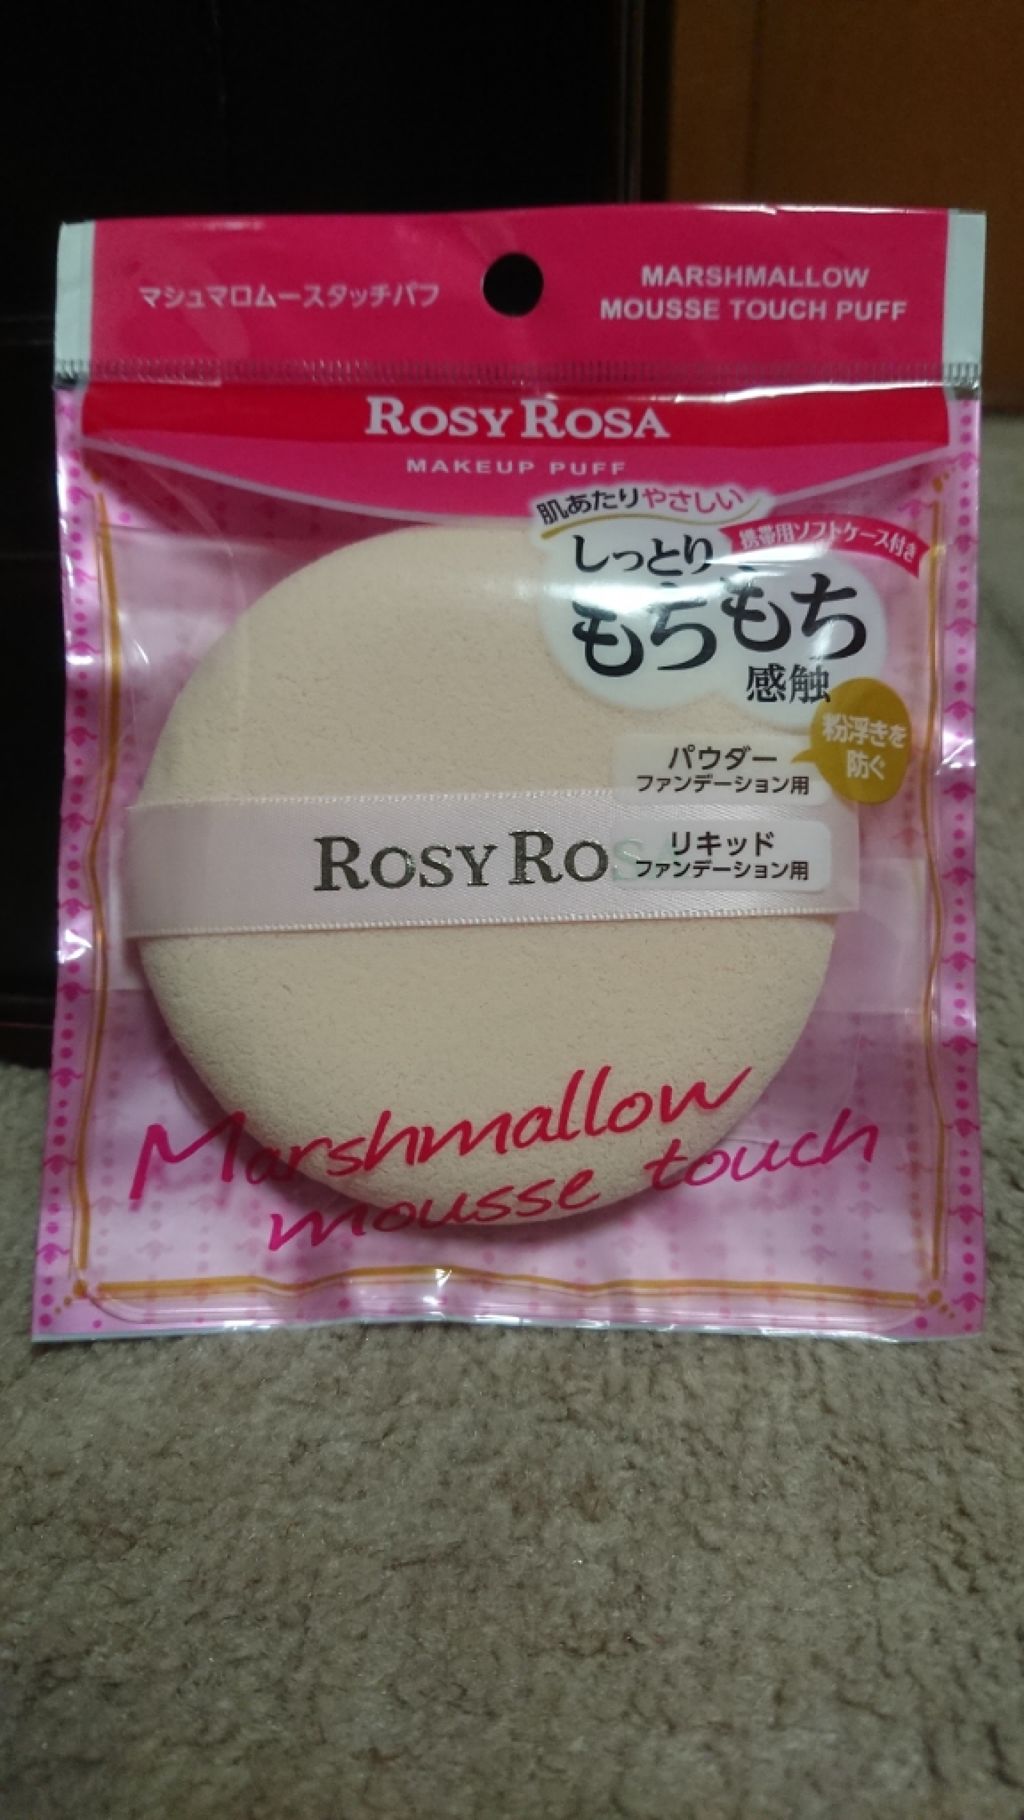 マシュマロムースタッチパフ
MARSHMALLOW
MOUSSE TOUCH PUFF
ROSY ROSA
MAKEUP PUFF
肌あたりやさしい
携帯用ソフトケース付き
しっとり
もちもち
感触
粉浮きを
防ぐ
パウダー
ファンデーション用
リキッド
ファンデーション用
ROSY ROSA
Marshmallow
mousse touch